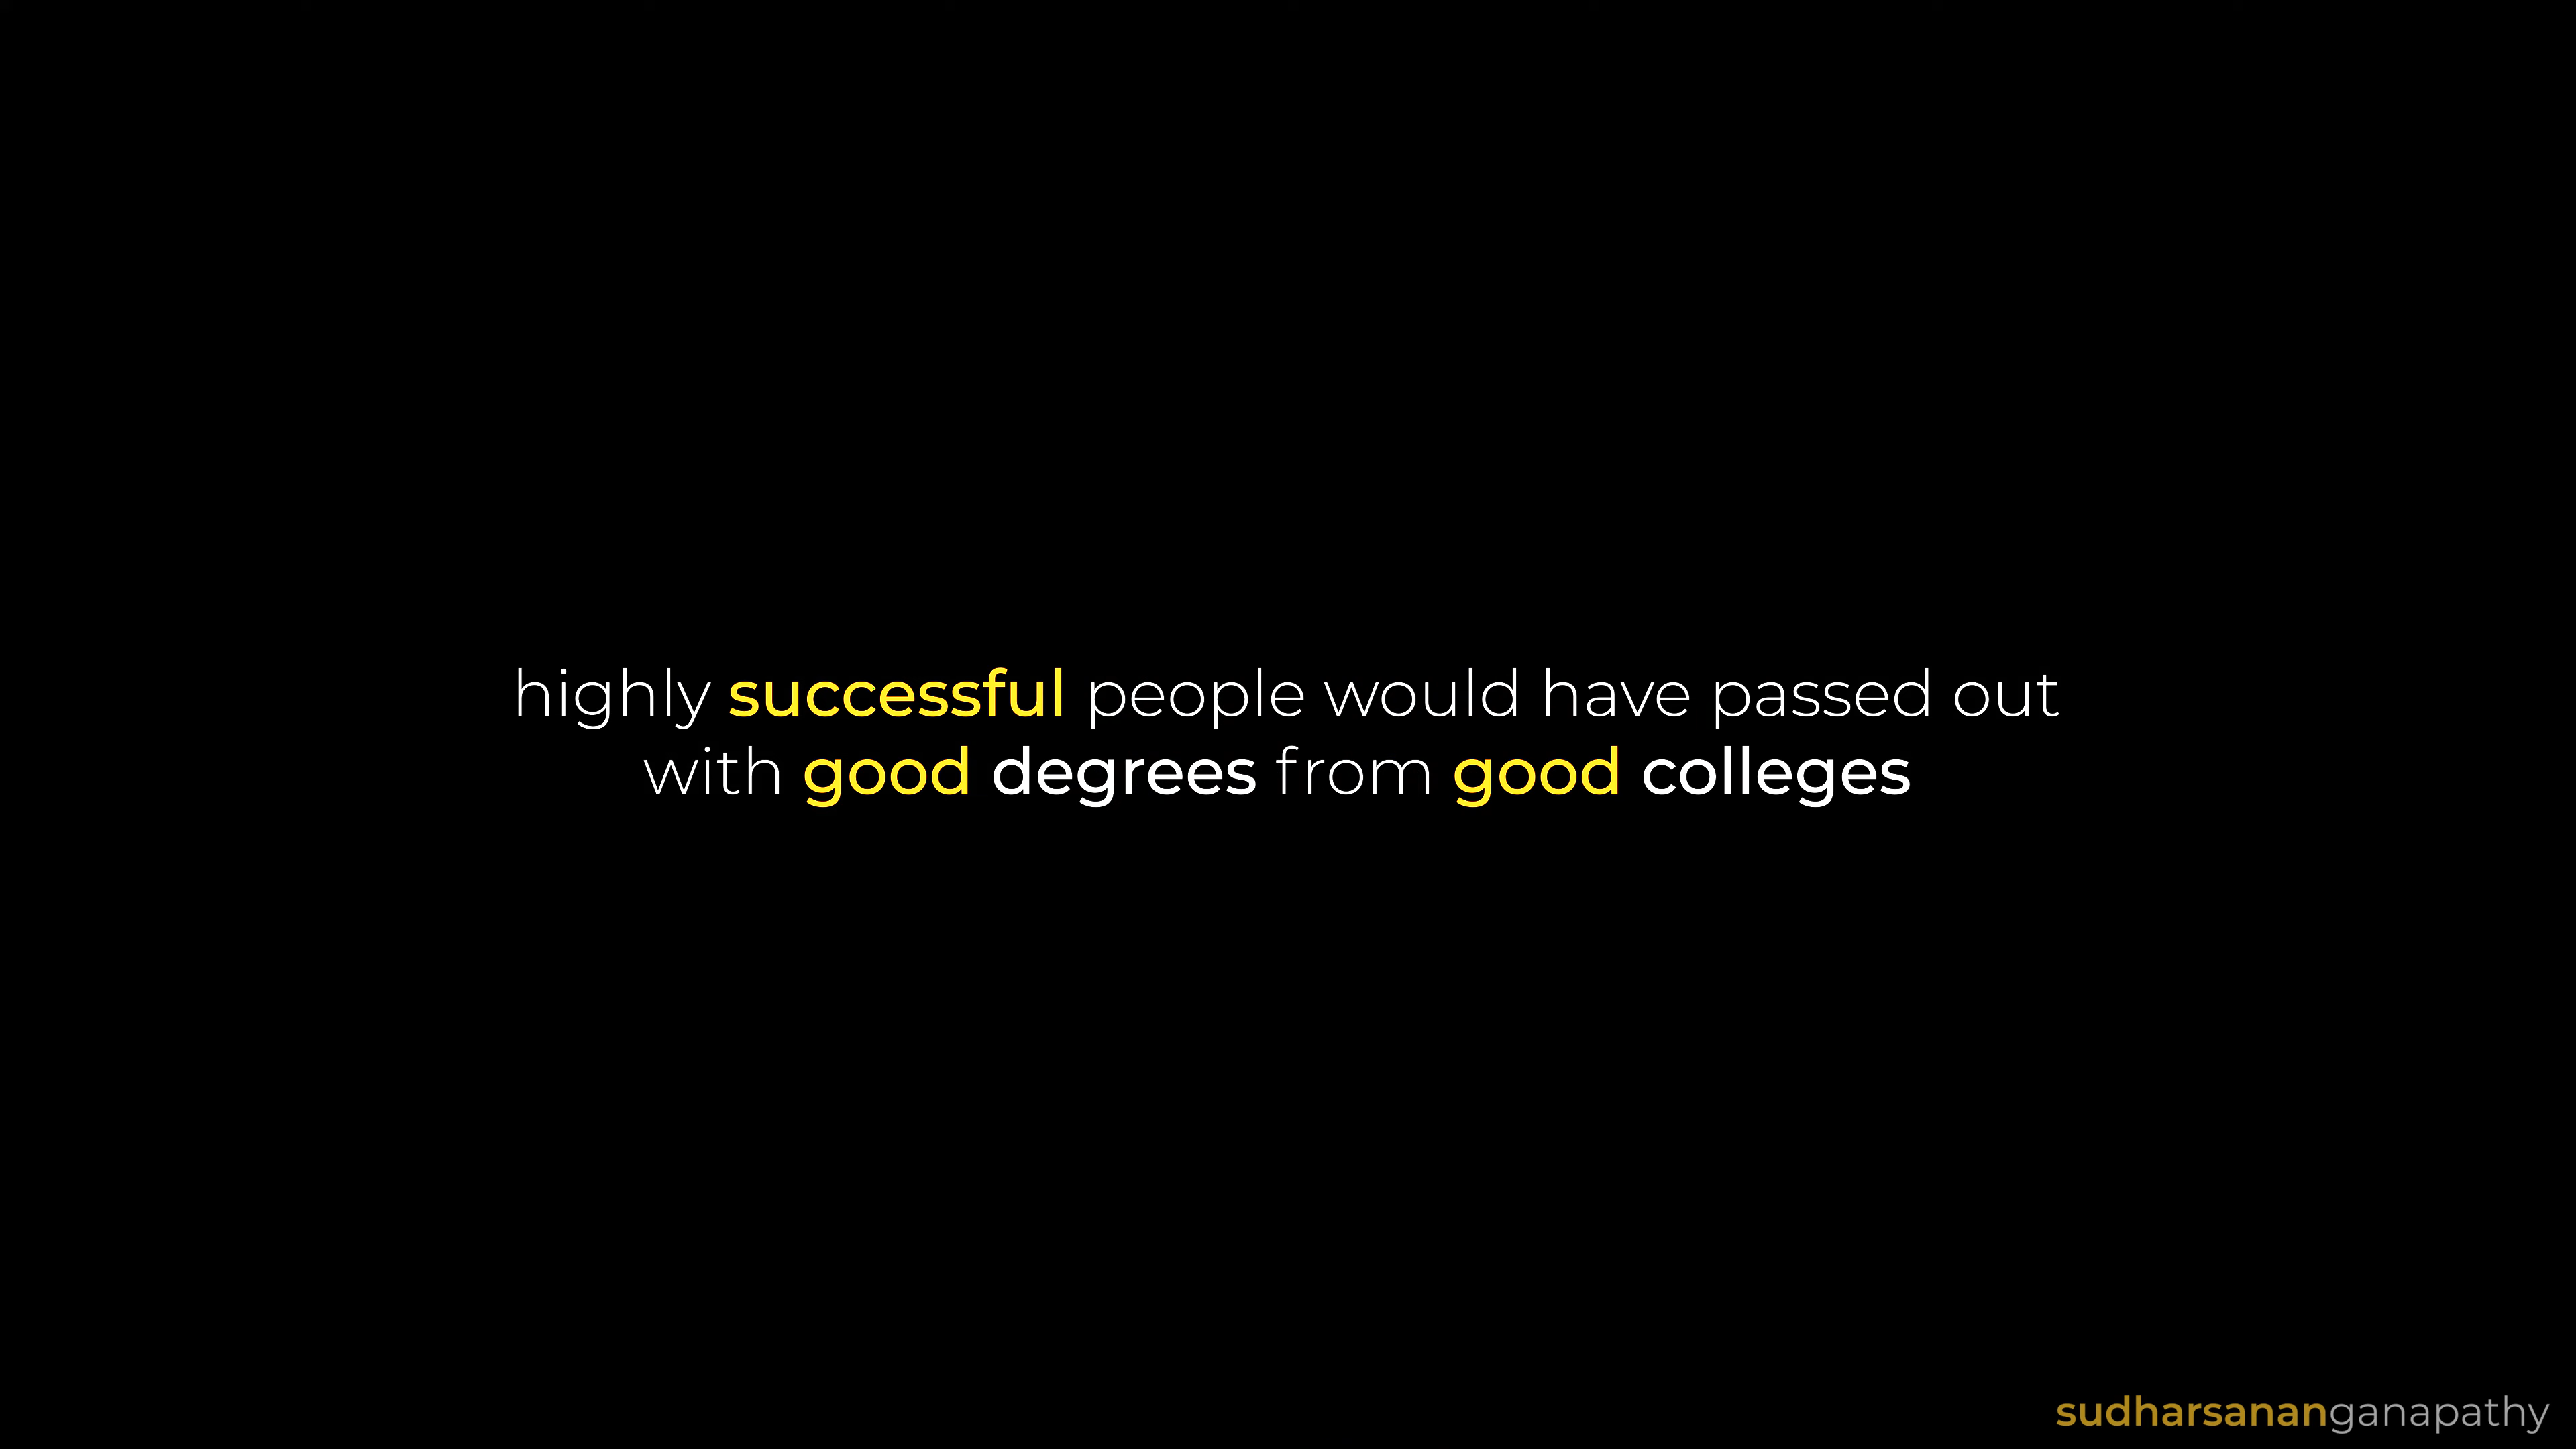 highly successful people would have passed out
with good degrees from good colleges
sudharsananganapathy